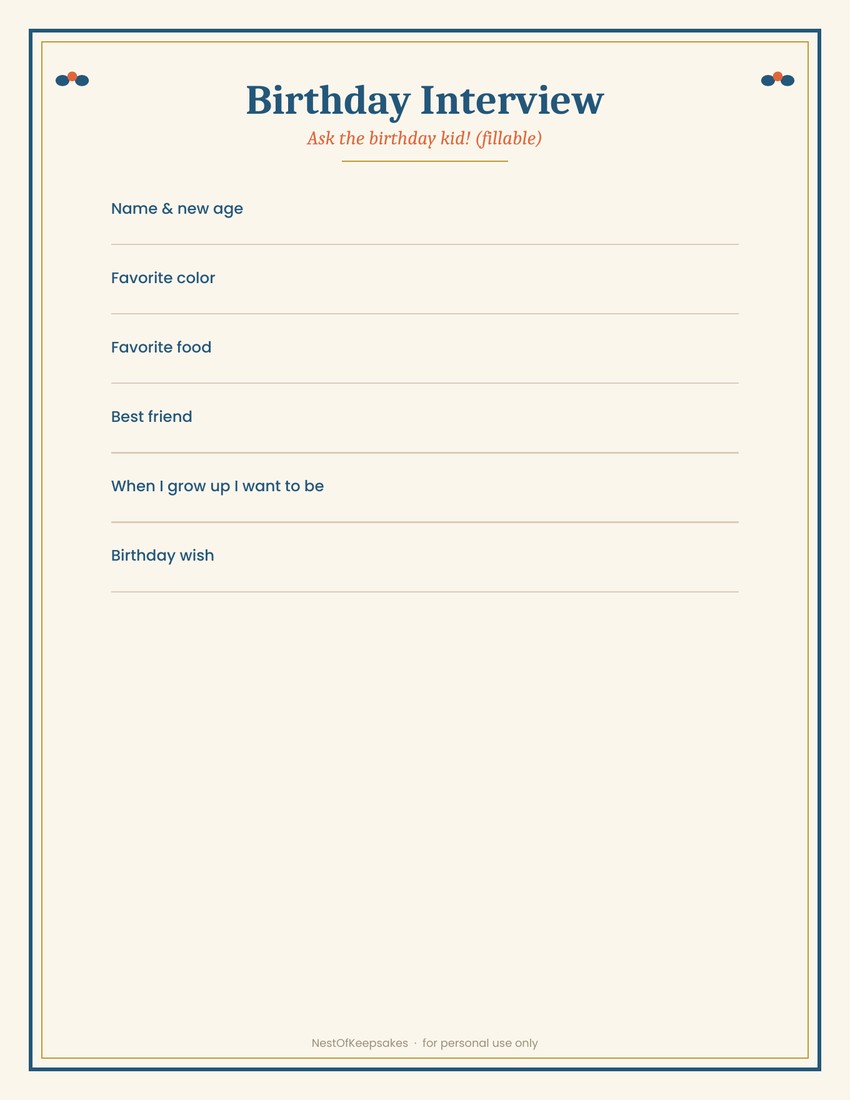 Birthday Interview
Ask the birthday kid! (fillable)
Name & new age
Favorite color
Favorite food
Best friend
When I grow up I want to be
Birthday wish
NestOfKeepsakes · for personal use only